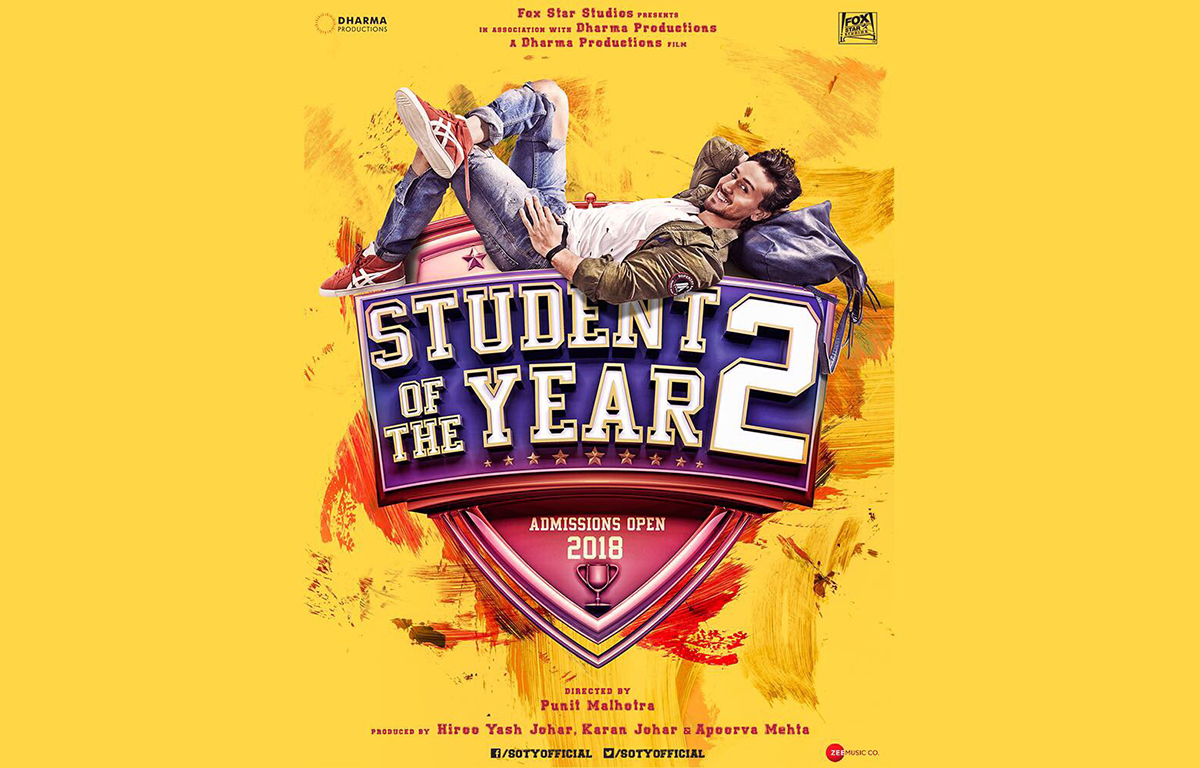 DHARMA
PRODUCTIONS
Fox Star Studios PRESENTS
IN ASSOCIATION WITH Dharma Productions
A Dharma Productions FILM
FOX
STAR
STUDIOS
STUDENT
OF
THE
YEAR
2
ADMISSIONS OPEN
2018
DIRECTED BY
Punit Malhotra
PRODUCED BY Hiroo Yash Johar, Karan Johar & Apoorva Mehta
/SOTYOFFICIAL /SOTYOFFICIAL
ZEE MUSIC CO.